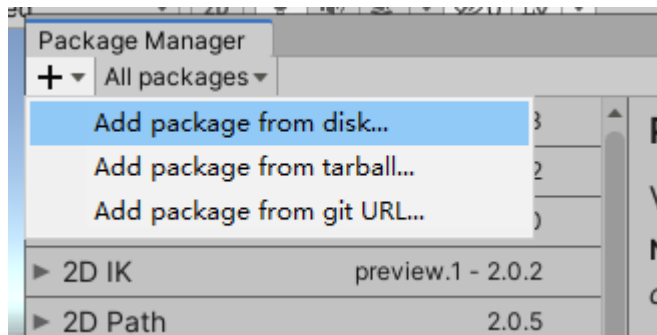 Package Manager
+ All packages
Add package from disk...
Add package from tarball...
Add package from git URL...
2D IK preview.1 - 2.0.2
2D Path 2.0.5